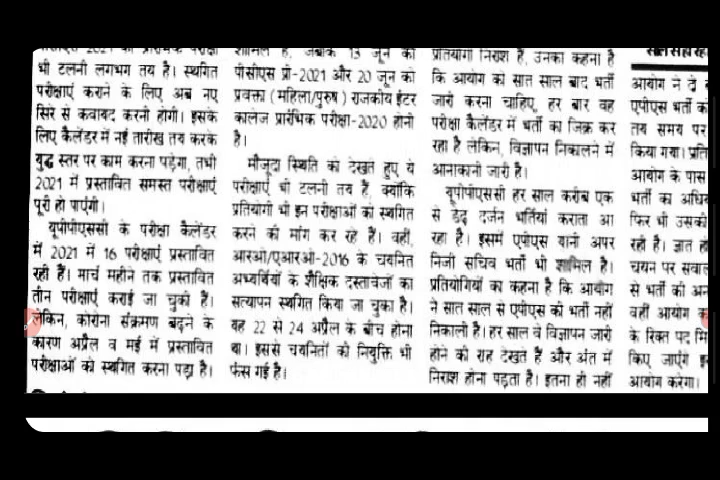 भी टलनी लगभग तय है। स्थगित
परीक्षाएं कराने के लिए अब नए
सिरे से कवायद करनी होगी। इसके
लिए कैलेंडर में नई तारीख तय करके
युद्ध स्तर पर काम करना पड़ेगा, तभी
2021 में प्रस्तावित समस्त परीक्षाएं
पूरी हो पाएंगी।
यूपीपीएससी के परीक्षा कैलेंडर
में 2021 में 16 परीक्षाएं प्रस्तावित
रही हैं। मार्च महीने तक प्रस्तावित
तीन परीक्षाएं कराई जा चुकी हैं।
लेकिन, कोरोना संक्रमण बढ़ने के
कारण अप्रैल व मई में प्रस्तावित
परीक्षाओं को स्थगित करना पड़ा है।
शामिल हैं, जबकि 13 जून को
पीसीएस प्री-2021 और 20 जून को
प्रवक्ता (महिला/पुरुष) राजकीय इंटर
कालेज प्रारंभिक परीक्षा-2020 होनी
है।
मौजूदा स्थिति को देखते हुए ये
परीक्षाएं भी टलनी तय हैं, क्योंकि
प्रतियोगी भी इन परीक्षाओं को स्थगित
करने की मांग कर रहे हैं। वहीं,
आरओ/एआरओ-2016 के चयनित
अभ्यर्थियों के शैक्षिक दस्तावेजों का
सत्यापन स्थगित किया जा चुका है।
वह 22 से 24 अप्रैल के बीच होना
था। इससे चयनितों की नियुक्ति भी
फंस गई है।
प्रतियोगी निराश हैं, उनका कहना है
कि आयोग को सात साल बाद भर्ती
जारी करना चाहिए, हर बार वह
परीक्षा कैलेंडर में भर्ती का जिक्र कर
रहा है लेकिन, विज्ञापन निकालने में
आनाकानी जारी है।
यूपीपीएससी हर साल करीब एक
से डेढ़ दर्जन भर्तियां कराता आ
रहा है। इसमें एपीएस यानी अपर
निजी सचिव भर्ती भी शामिल है।
प्रतियोगियों का कहना है कि आयोग
ने सात साल से एपीएस की भर्ती नहीं
निकाली है। हर साल वे विज्ञापन जारी
होने की राह देखते हैं और अंत में
निराश होना पड़ता है। इतना ही नहीं
आयोग ने दो
एपीएस भर्ती का
तय समय पर
किया गया। प्रति
आयोग के पास
भर्ती का अधिय
फिर भी उसकी
रही है। ज्ञात हो
चयन पर सवाल
से भर्ती की अन
वहीं आयोग क
के रिक्त पद मि
किए जाएंगे इ
आयोग करेगा।